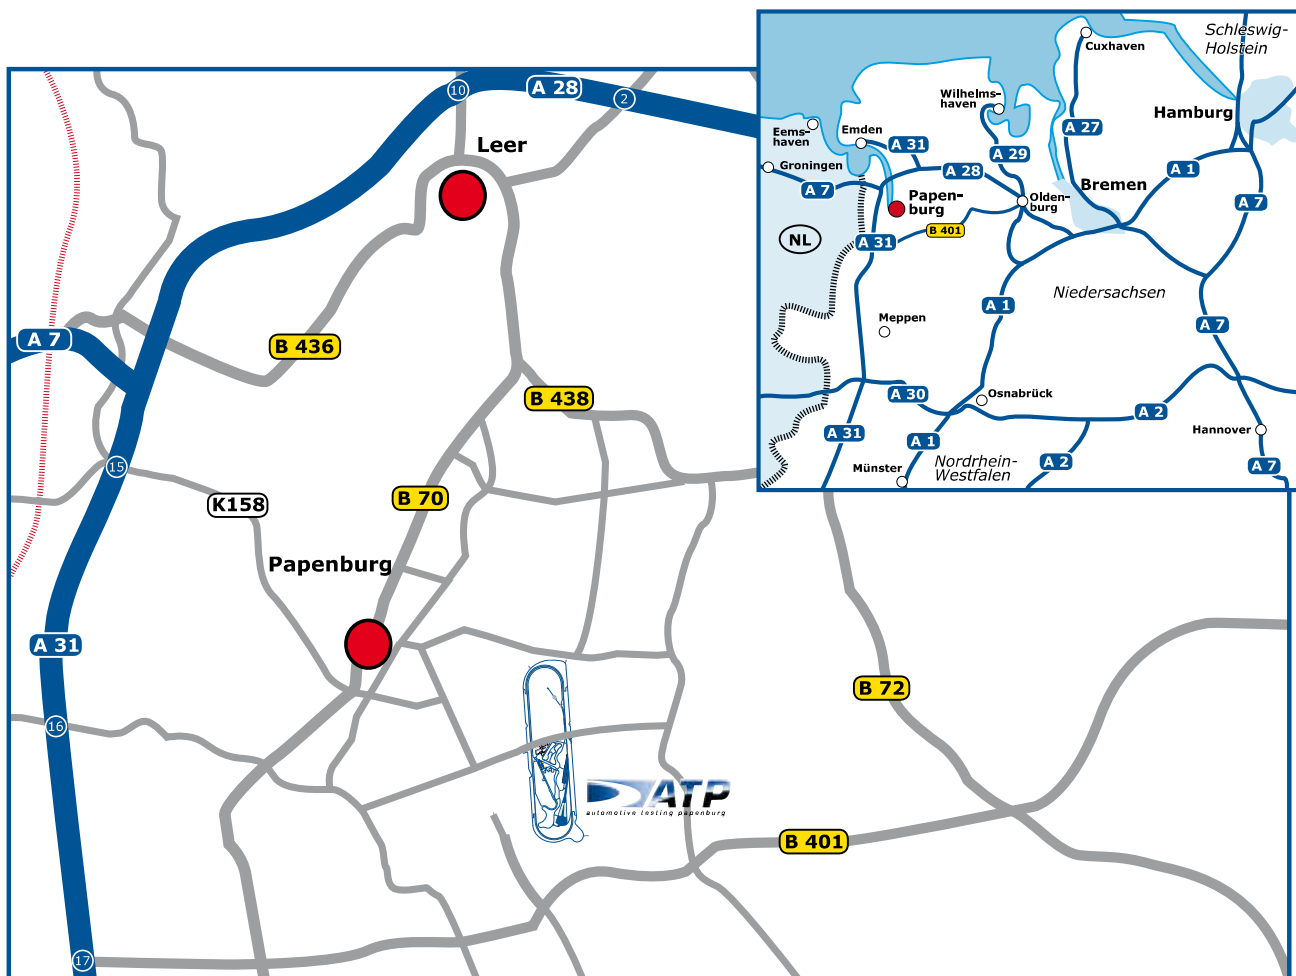 10
A 28
2
Leer
A 7
B 436
B 438
15
K158
B 70
Papenburg
A 31
16
B 72
ATP
automotive testing papenburg
B 401
17
Schleswig-
Holstein
Cuxhaven
Wilhelms-
haven
Hamburg
Eems-
haven
Emden
A 31
A 27
A 29
Groningen
A 7
A 28
A 1
Bremen
Papen-
burg
Olden-
burg
A 7
B 401
NL
A 31
Niedersachsen
A 1
Meppen
A 7
A 30
Osnabrück
A 2
A 31
A 1
Hannover
Münster
Nordrhein-
Westfalen
A 2
A 7